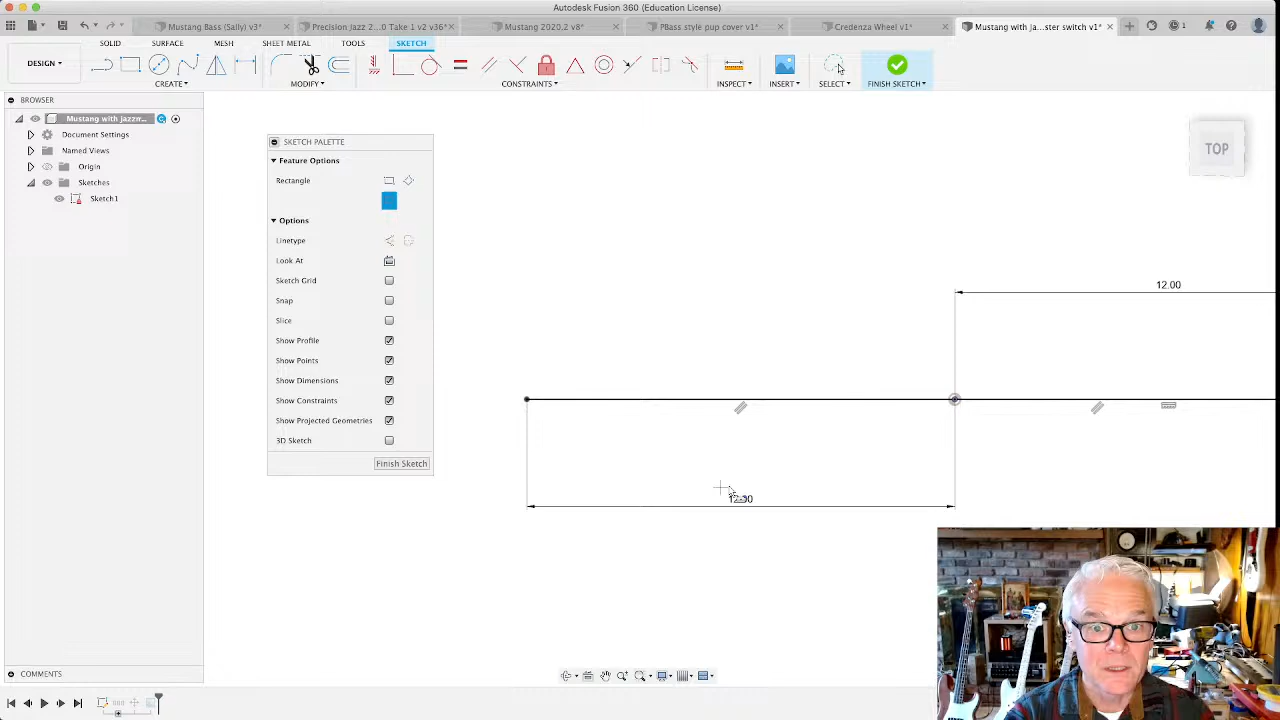 Autodesk Fusion 360 (Education License)
Mustang Bass (Sally) v3*
Precision Jazz 2....0 Take 1 v2 v36*
Mustang 2020.2 v8*
PBass style pup cover v1*
Credenza Wheel v1*
Mustang with ja....ster switch v1*
1
SOLID
SURFACE
MESH
SHEET METAL
TOOLS
SKETCH
DESIGN
CREATE
MODIFY
CONSTRAINTS
INSPECT
INSERT
SELECT
FINISH SKETCH
BROWSER
Mustang with jazzm...
Document Settings
Named Views
Origin
Sketches
Sketch1
SKETCH PALETTE
Feature Options
Rectangle
Options
Linetype
Look At
Sketch Grid
Snap
Slice
Show Profile
Show Points
Show Dimensions
Show Constraints
Show Projected Geometries
3D Sketch
Finish Sketch
TOP
12.00
12.00
COMMENTS